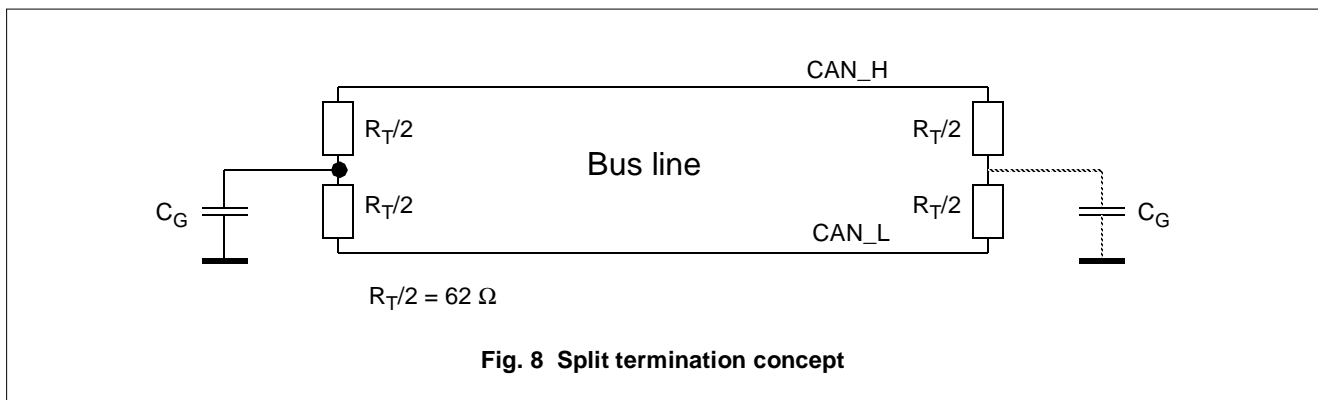 CAN_H
R_T/2
R_T/2
Bus line
C_G
R_T/2
R_T/2
C_G
CAN_L
R_T/2 = 62 Ω
Fig. 8 Split termination concept